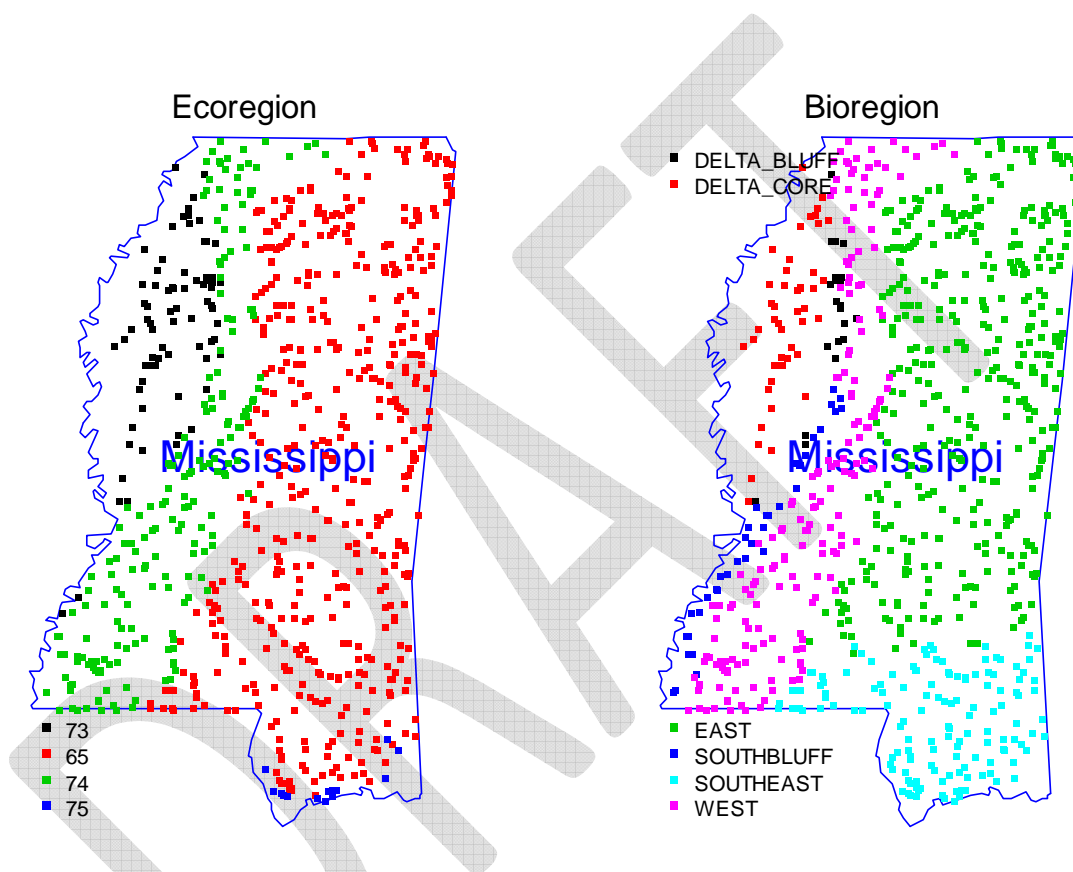 Ecoregion
Mississippi
73
65
74
75
Bioregion
DELTA_BLUFF
DELTA_CORE
Mississippi
EAST
SOUTHBLUFF
SOUTHEAST
WEST
DRAFT